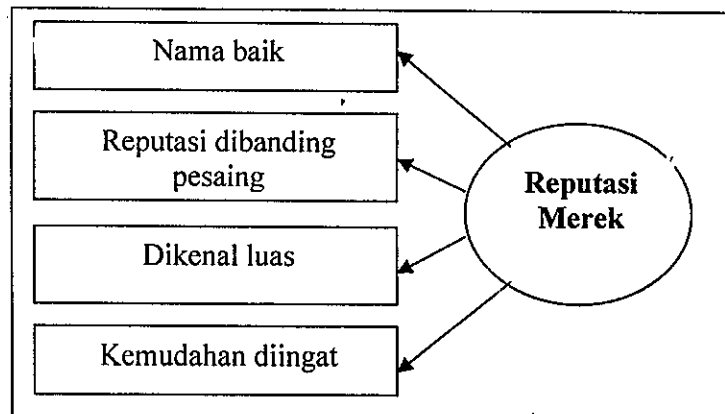 Nama baik
Reputasi dibanding
pesaing
Dikenal luas
Kemudahan diingat
Reputasi
Merek